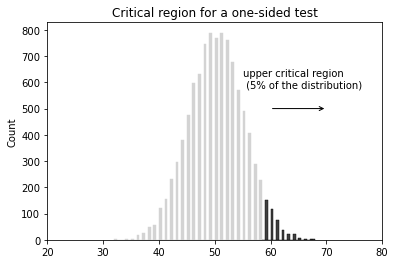 Critical region for a one-sided test
800
700
600
500
400
300
200
100
0
Count
upper critical region
(5% of the distribution)
20 30 40 50 60 70 80